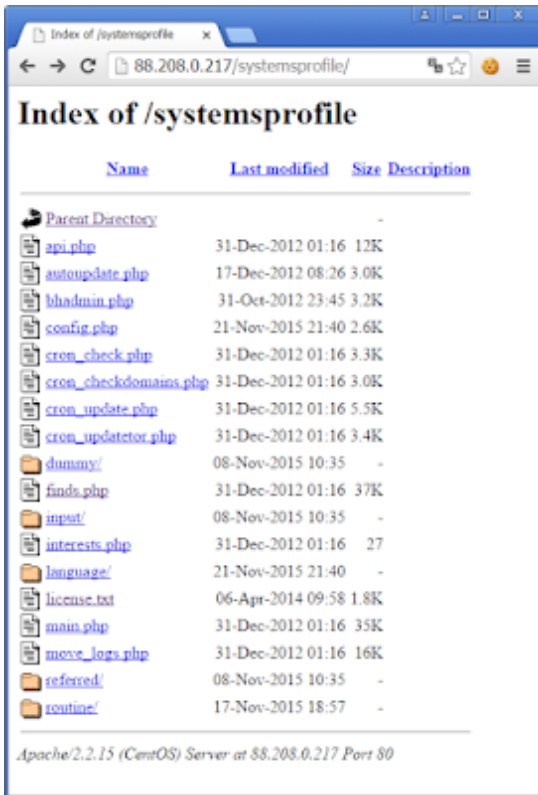 Index of /systemsprofile
88.208.0.217/systemsprofile/
Index of /systemsprofile
Name Last modified Size Description
Parent Directory -
api.php 31-Dec-2012 01:16 12K
autoupdate.php 17-Dec-2012 08:26 3.0K
bhadmin.php 31-Oct-2012 23:45 3.2K
config.php 21-Nov-2015 21:40 2.6K
cron_check.php 31-Dec-2012 01:16 3.3K
cron_checkdomains.php 31-Dec-2012 01:16 3.0K
cron_update.php 31-Dec-2012 01:16 5.5K
cron_updatetor.php 31-Dec-2012 01:16 3.4K
dummy/ 08-Nov-2015 10:35 -
finds.php 31-Dec-2012 01:16 37K
input/ 08-Nov-2015 10:35 -
interests.php 31-Dec-2012 01:16 27
language/ 21-Nov-2015 21:40 -
license.txt 06-Apr-2014 09:58 1.8K
main.php 31-Dec-2012 01:16 35K
move_logs.php 31-Dec-2012 01:16 16K
referred/ 08-Nov-2015 10:35 -
routine/ 17-Nov-2015 18:57 -
Apache/2.2.15 (CentOS) Server at 88.208.0.217 Port 80